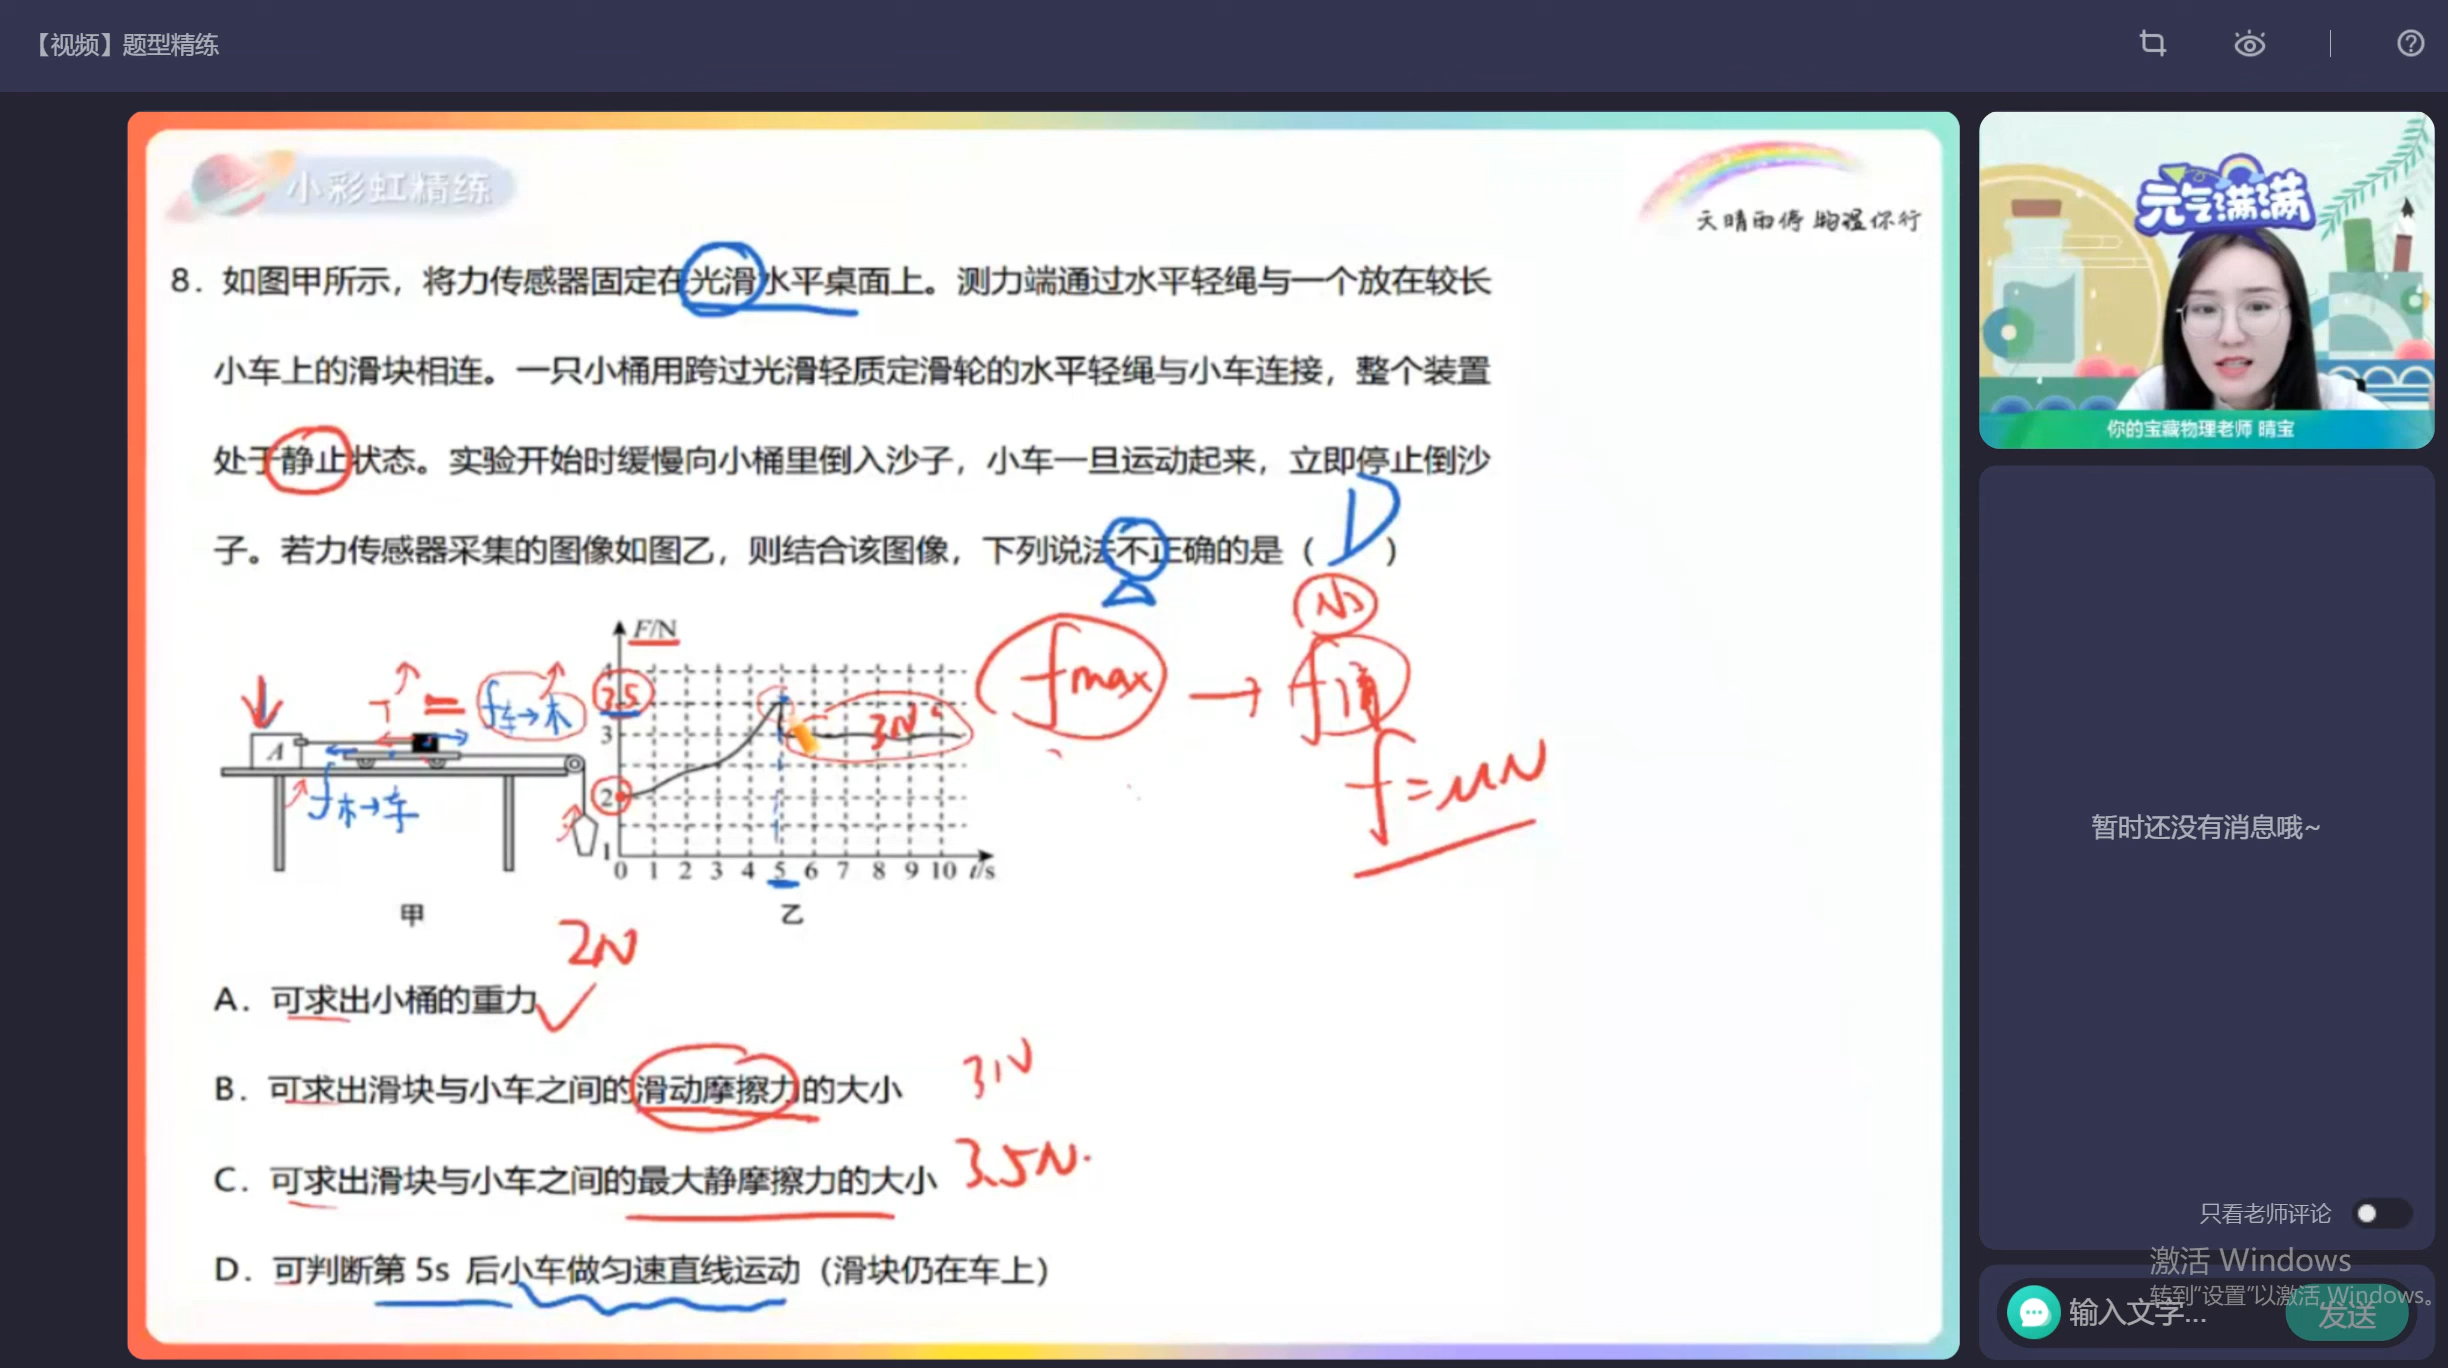 【视频】题型精练
小彩虹精练
天晴雨停 物理你行
8. 如图甲所示，将力传感器固定在光滑水平桌面上。测力端通过水平轻绳与一个放在较长
小车上的滑块相连。一只小桶用跨过光滑轻质定滑轮的水平轻绳与小车连接，整个装置
处于静止状态。实验开始时缓慢向小桶里倒入沙子，小车一旦运动起来，立即停止倒沙
子。若力传感器采集的图像如图乙，则结合该图像，下列说法不正确的是（ D ）
F/N
4
3.5
3
2
1
0 1 2 3 4 5 6 7 8 9 10 t/s
A
T = f车→木
f木→车
3N
fmax → f滑
f=μN
甲
乙
2N
A. 可求出小桶的重力
B. 可求出滑块与小车之间的滑动摩擦力的大小 3N
C. 可求出滑块与小车之间的最大静摩擦力的大小 3.5N.
D. 可判断第 5s 后小车做匀速直线运动（滑块仍在车上）
元气满满
你的宝藏物理老师 晴宝
暂时还没有消息哦~
只看老师评论
激活 Windows
转到"设置"以激活 Windows。
输入文字...
发送